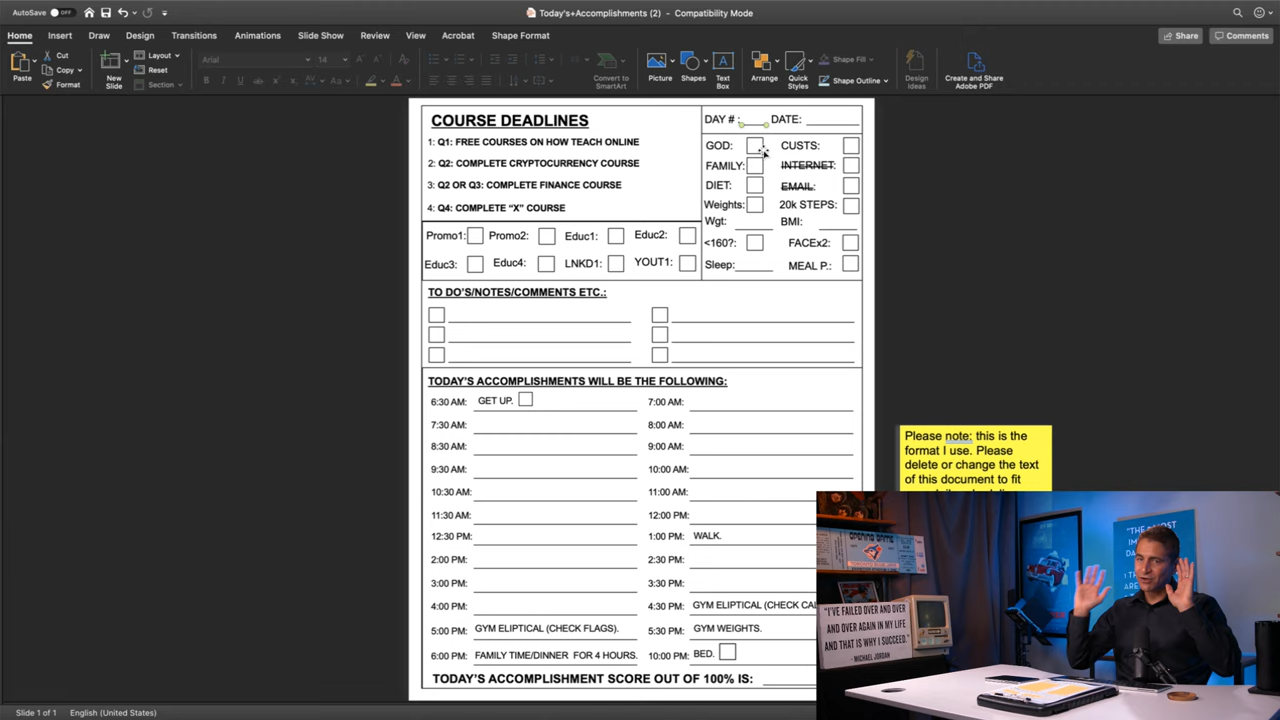 AutoSave OFF
Today's+Accomplishments (2) - Compatibility Mode
Home Insert Draw Design Transitions Animations Slide Show Review View Acrobat Shape Format
Share Comments
Paste
Cut
Copy
Format
New
Slide
Layout
Reset
Section
Arial
14
Convert to
SmartArt
Picture
Shapes
Text
Box
Arrange
Quick
Styles
Shape Fill
Shape Outline
Design
Ideas
Create and Share
Adobe PDF
COURSE DEADLINES
1: Q1: FREE COURSES ON HOW TEACH ONLINE
2: Q2: COMPLETE CRYPTOCURRENCY COURSE
3: Q2 OR Q3: COMPLETE FINANCE COURSE
4: Q4: COMPLETE “X” COURSE
DAY # : DATE:
GOD: CUSTS:
FAMILY: INTERNET:
DIET: EMAIL:
Weights: 20k STEPS:
Wgt: BMI:
<160?: FACEx2:
Sleep: MEAL P.:
Promo1: Promo2: Educ1: Educ2:
Educ3: Educ4: LNKD1: YOUT1:
TO DO'S/NOTES/COMMENTS ETC.:
TODAY'S ACCOMPLISHMENTS WILL BE THE FOLLOWING:
6:30 AM: GET UP. 7:00 AM:
7:30 AM: 8:00 AM:
8:30 AM: 9:00 AM:
9:30 AM: 10:00 AM:
10:30 AM: 11:00 AM:
11:30 AM: 12:00 PM:
12:30 PM: 1:00 PM: WALK.
2:00 PM: 2:30 PM:
3:00 PM: 3:30 PM:
4:00 PM: 4:30 PM: GYM ELIPTICAL (CHECK CAL
5:00 PM: GYM ELIPTICAL (CHECK FLAGS). 5:30 PM: GYM WEIGHTS.
6:00 PM: FAMILY TIME/DINNER FOR 4 HOURS. 10:00 PM: BED.
TODAY'S ACCOMPLISHMENT SCORE OUT OF 100% IS:
Please note: this is the
format I use. Please
delete or change the text
of this document to fit
OPENING GAME
"I'VE FAILED OVER AND OVER
AND OVER AGAIN IN MY LIFE
AND THAT IS WHY I SUCCEED."
- MICHAEL JORDAN
Slide 1 of 1 English (United States)